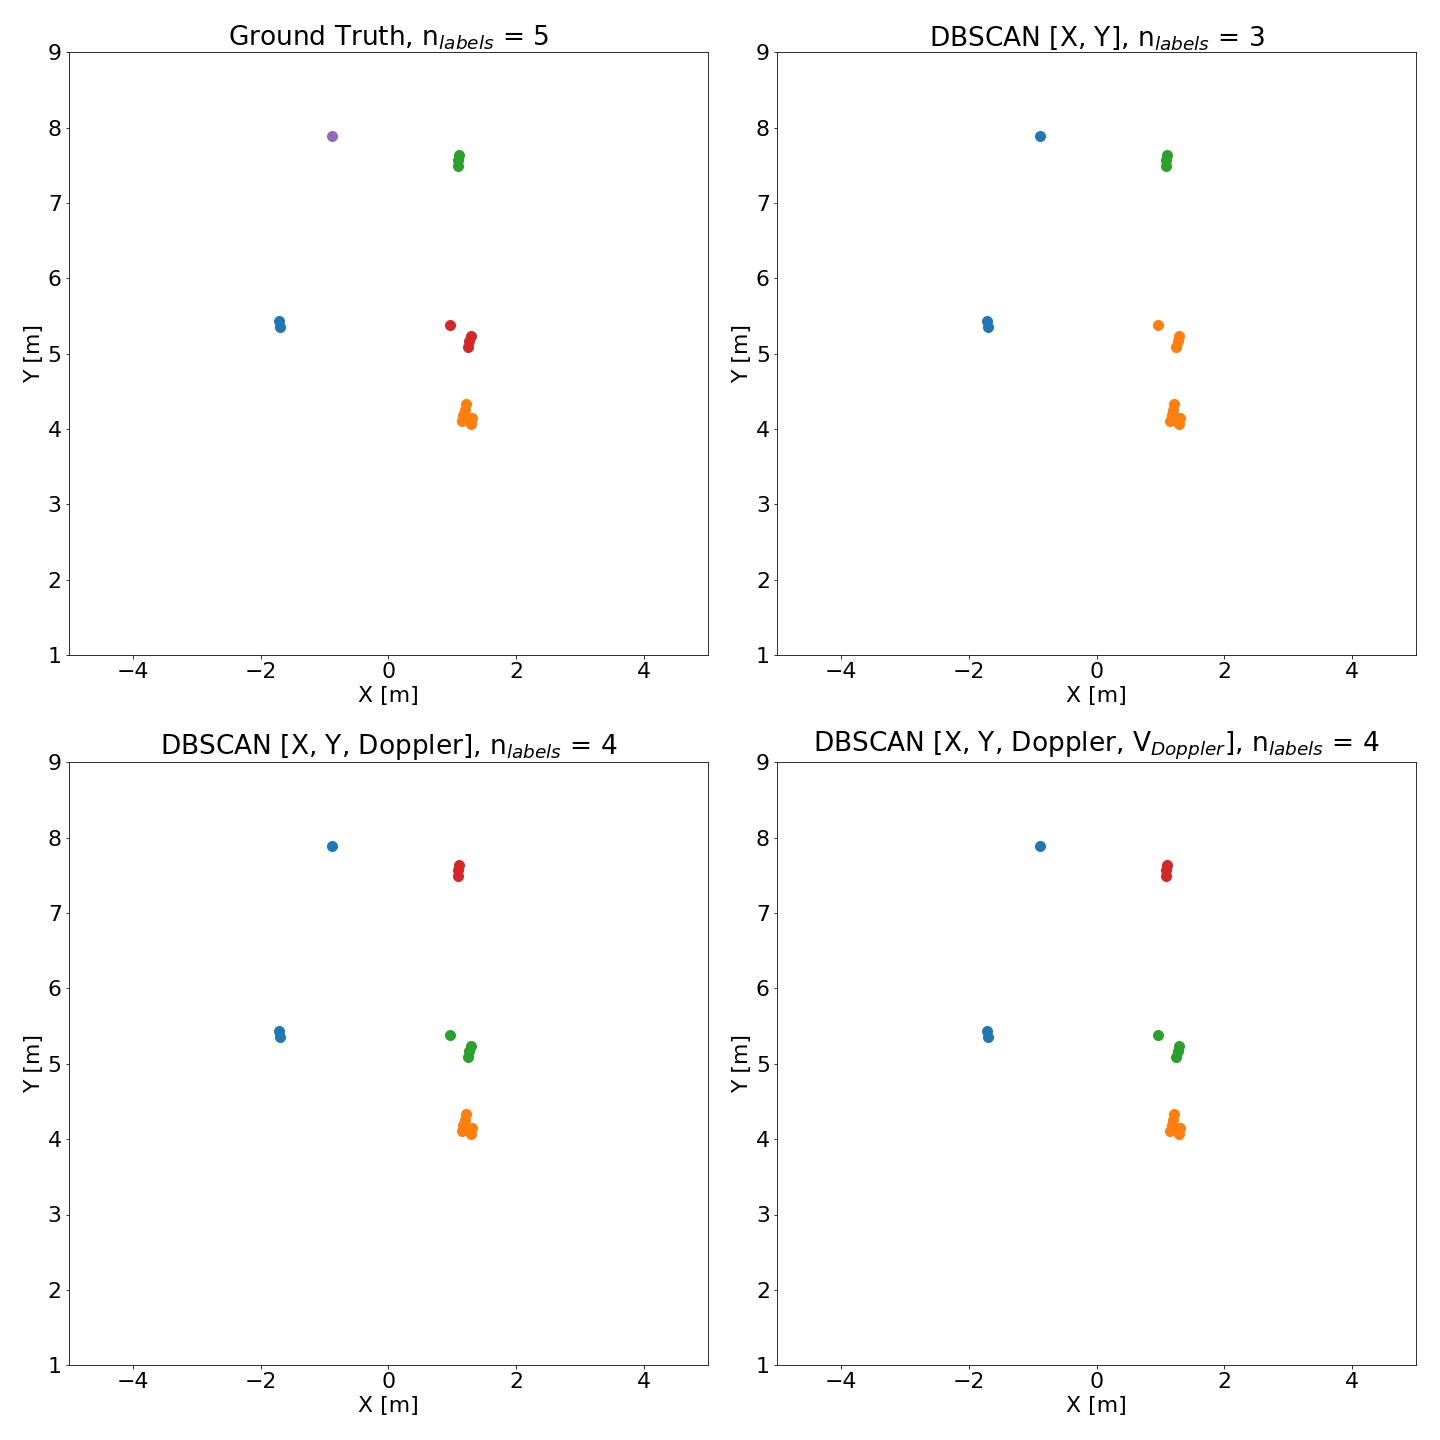 Ground Truth, n_labels = 5
9
8
7
6
5
4
3
2
1
Y [m]
−4 −2 0 2 4
X [m]
DBSCAN [X, Y], n_labels = 3
9
8
7
6
5
4
3
2
1
Y [m]
−4 −2 0 2 4
X [m]
DBSCAN [X, Y, Doppler], n_labels = 4
9
8
7
6
5
4
3
2
1
Y [m]
−4 −2 0 2 4
X [m]
DBSCAN [X, Y, Doppler, V_Doppler], n_labels = 4
9
8
7
6
5
4
3
2
1
Y [m]
−4 −2 0 2 4
X [m]